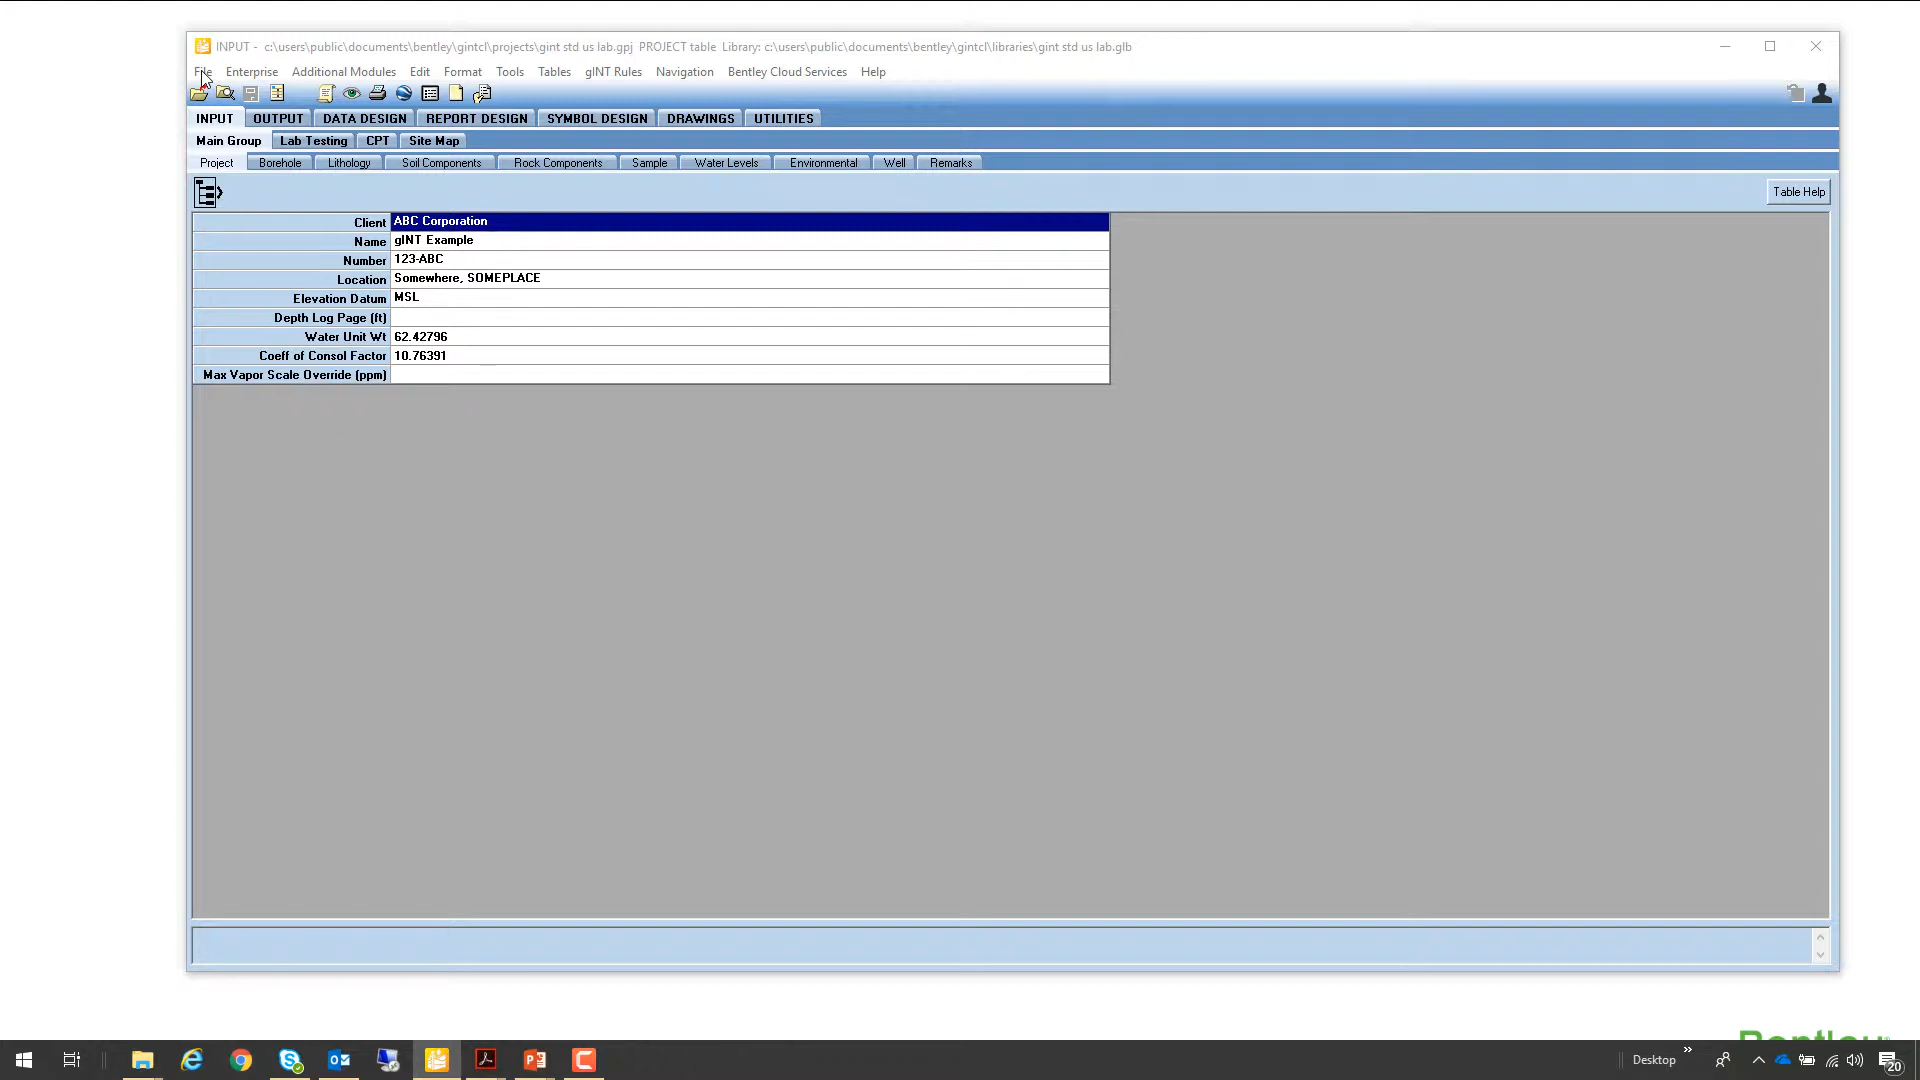 INPUT - c:\users\public\documents\bentley\gintcl\projects\gint std us lab.gpj PROJECT table Library: c:\users\public\documents\bentley\gintcl\libraries\gint std us lab.glb
File Enterprise Additional Modules Edit Format Tools Tables gINT Rules Navigation Bentley Cloud Services Help
INPUT OUTPUT DATA DESIGN REPORT DESIGN SYMBOL DESIGN DRAWINGS UTILITIES
Main Group Lab Testing CPT Site Map
Project Borehole Lithology Soil Components Rock Components Sample Water Levels Environmental Well Remarks
Table Help
Client ABC Corporation
Name gINT Example
Number 123-ABC
Location Somewhere, SOMEPLACE
Elevation Datum MSL
Depth Log Page (ft)
Water Unit Wt 62.42796
Coeff of Consol Factor 10.76391
Max Vapor Scale Override (ppm)
Bentley
Desktop »
20